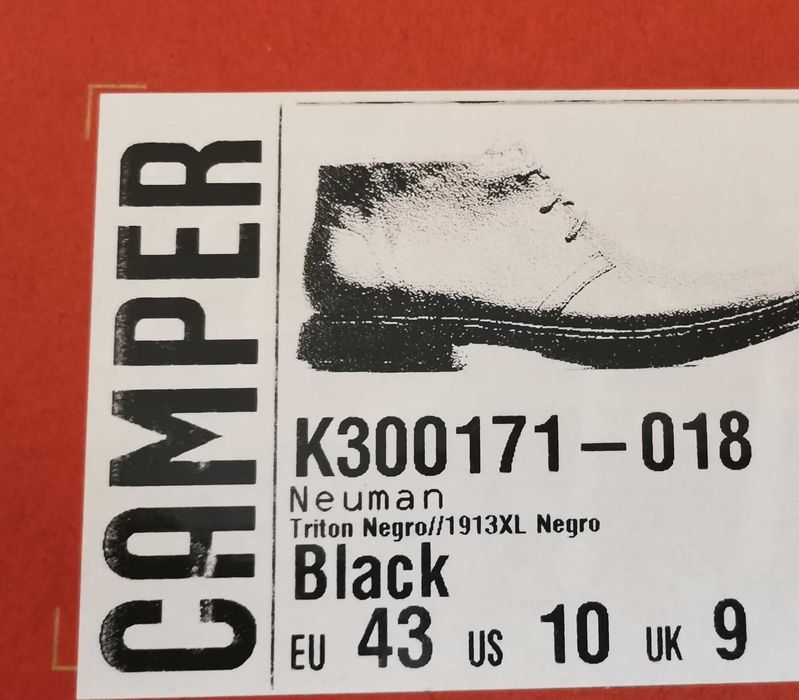 CAMPER
K300171-018
Neuman
Triton Negro//1913XL Negro
Black
EU 43 US 10 UK 9